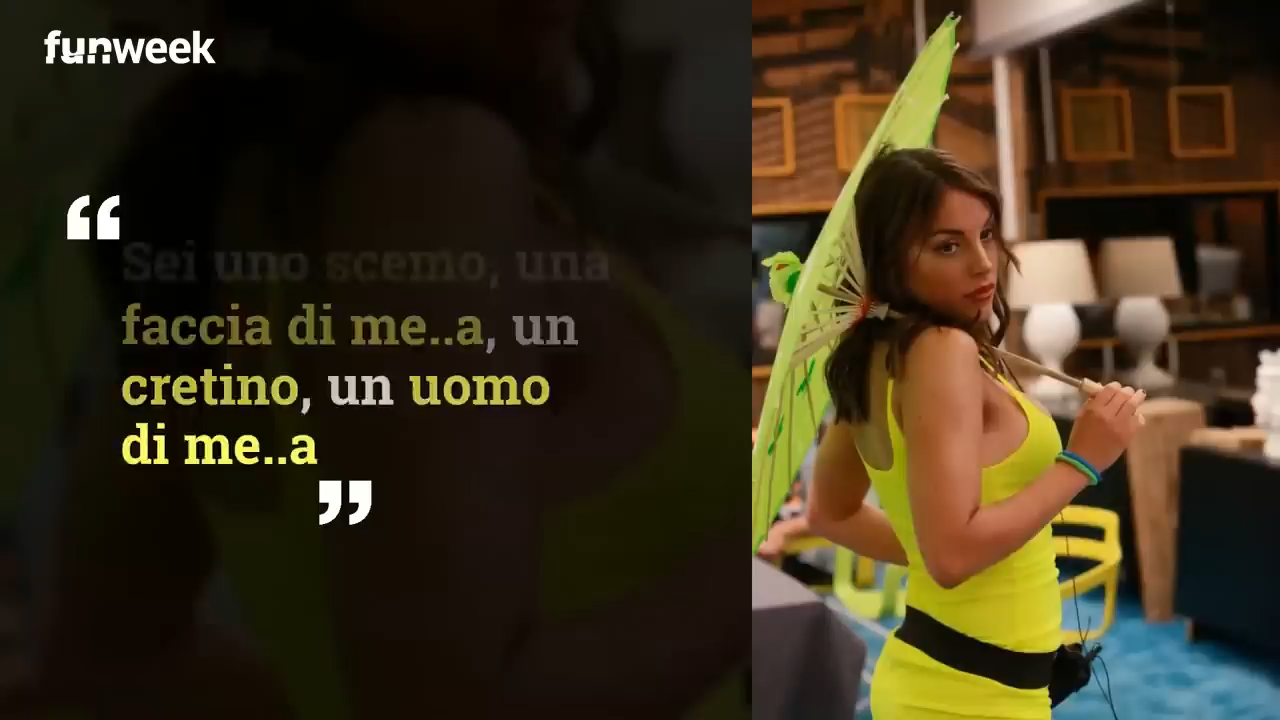 funweek
“
Sei uno scemo, una
faccia di me..a, un
cretino, un uomo
di me..a
”